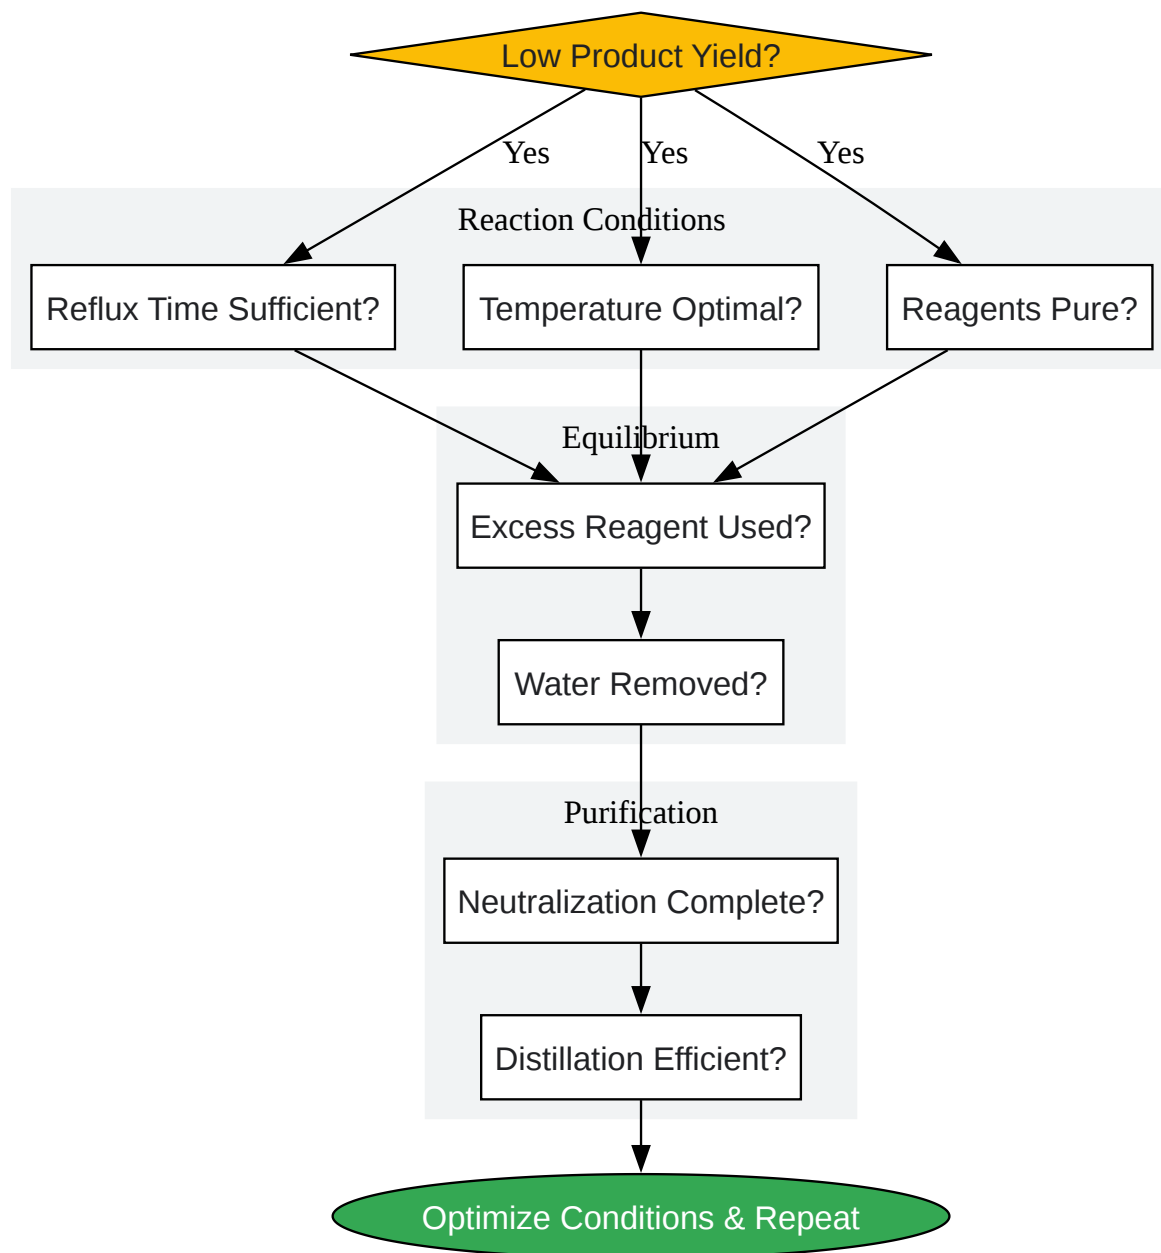 Low Product Yield?
Yes
Yes
Yes
Reaction Conditions
Reflux Time Sufficient?
Temperature Optimal?
Reagents Pure?
Equilibrium
Excess Reagent Used?
Water Removed?
Purification
Neutralization Complete?
Distillation Efficient?
Optimize Conditions & Repeat